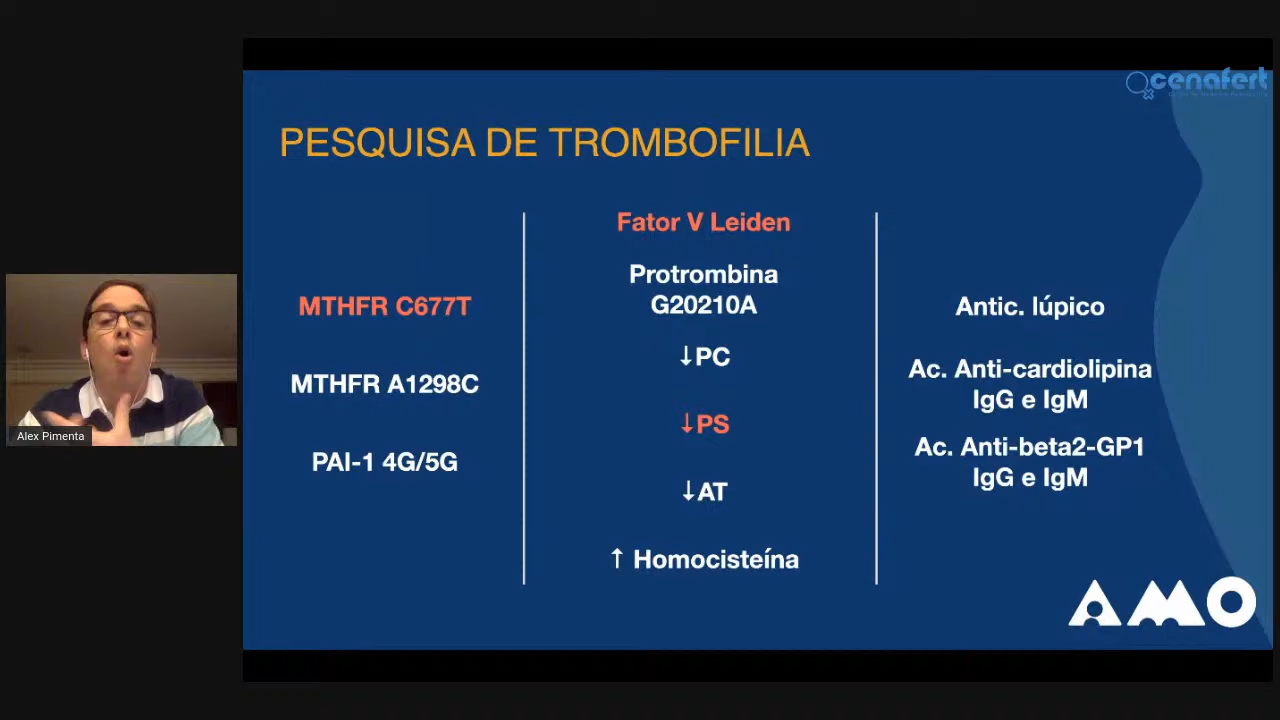 cenafert
PESQUISA DE TROMBOFILIA
MTHFR C677T
MTHFR A1298C
PAI-1 4G/5G
Fator V Leiden
Protrombina
G20210A
↓PC
↓PS
↓AT
↑ Homocisteína
Antic. lúpico
Ac. Anti-cardiolipina
IgG e IgM
Ac. Anti-beta2-GP1
IgG e IgM
AMO
Alex Pimenta